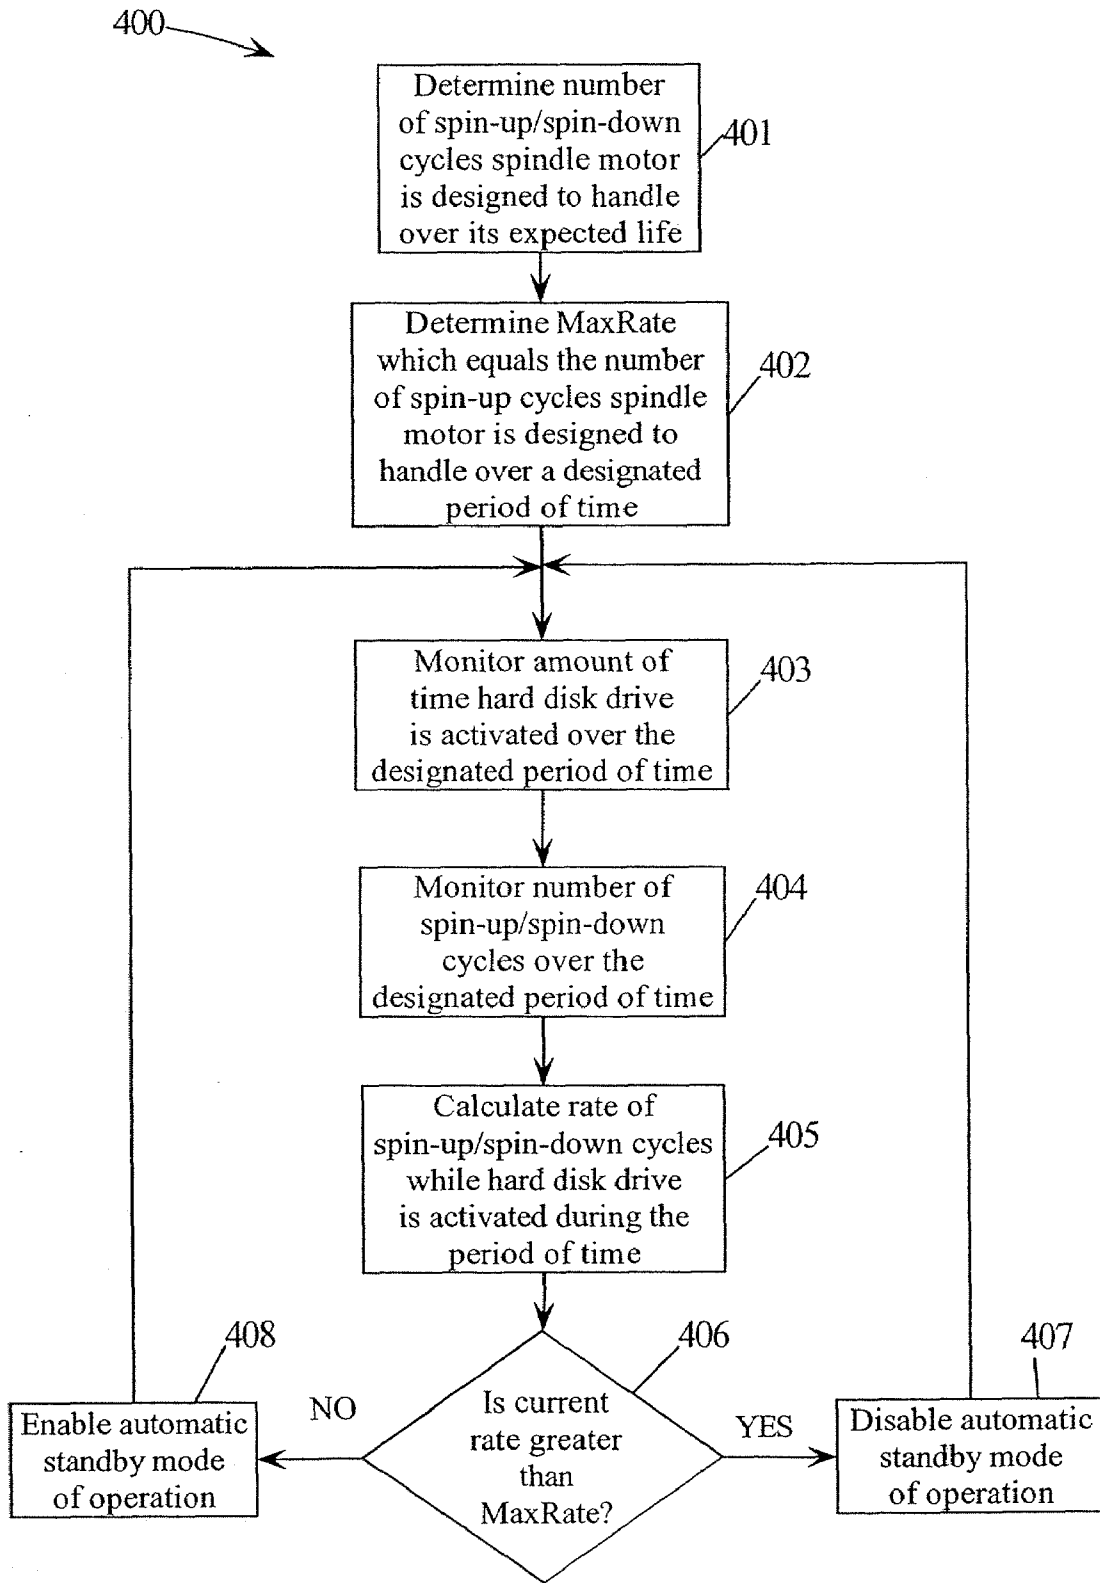 400
Determine number
of spin-up/spin-down
cycles spindle motor
is designed to handle
over its expected life
401
Determine MaxRate
which equals the number
of spin-up cycles spindle
motor is designed to
handle over a designated
period of time
402
Monitor amount of
time hard disk drive
is activated over the
designated period of time
403
Monitor number of
spin-up/spin-down
cycles over the
designated period of time
404
Calculate rate of
spin-up/spin-down cycles
while hard disk drive
is activated during the
period of time
405
408
Enable automatic
standby mode
of operation
NO
406
Is current
rate greater
than
MaxRate?
YES
407
Disable automatic
standby mode
of operation